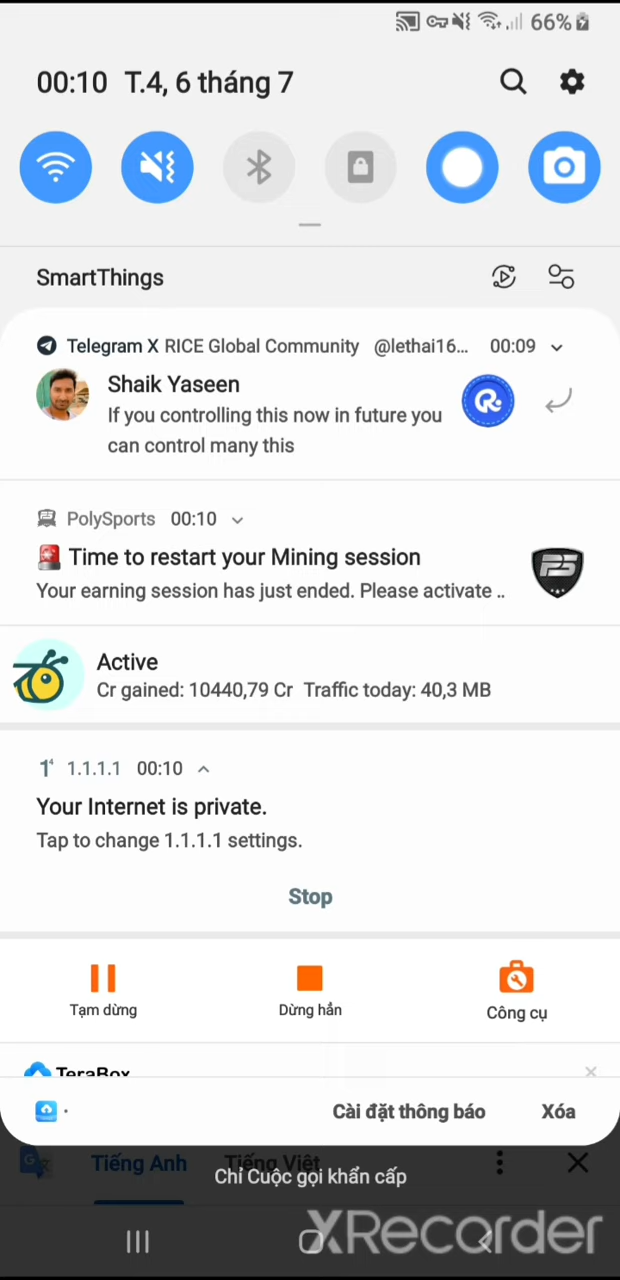 66%
00:10 T.4, 6 tháng 7
SmartThings
Telegram X RICE Global Community @lethai16... 00:09
Shaik Yaseen
If you controlling this now in future you
can control many this
PolySports 00:10
Time to restart your Mining session
Your earning session has just ended. Please activate ..
PS
Active
Cr gained: 10440,79 Cr Traffic today: 40,3 MB
1.1.1.1 00:10
Your Internet is private.
Tap to change 1.1.1.1 settings.
Stop
Tạm dừng Dừng hẳn Công cụ
TeraBox
Cài đặt thông báo Xóa
Tiếng Anh Tiếng Việt
Chỉ Cuộc gọi khẩn cấp
XRecorder